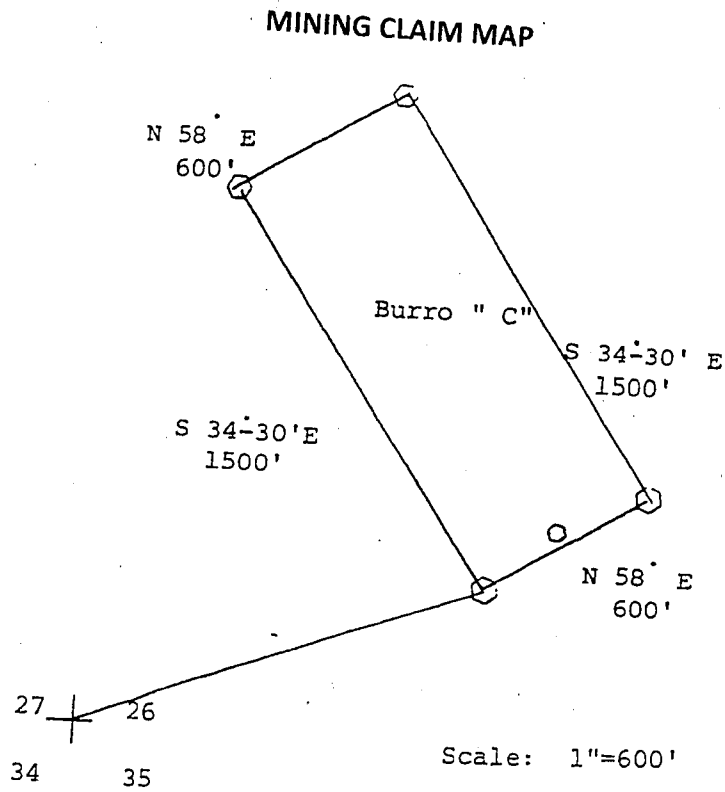 MINING CLAIM MAP
N 58° E
600'
Burro " C"
S 34°-30' E
1500'
S 34°-30'E
1500'
N 58° E
600'
27 26
34 35
Scale: 1"=600'